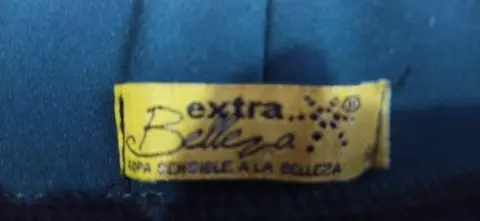 extra...®
Belleza
ROPA SENSIBLE A LA BELLEZA